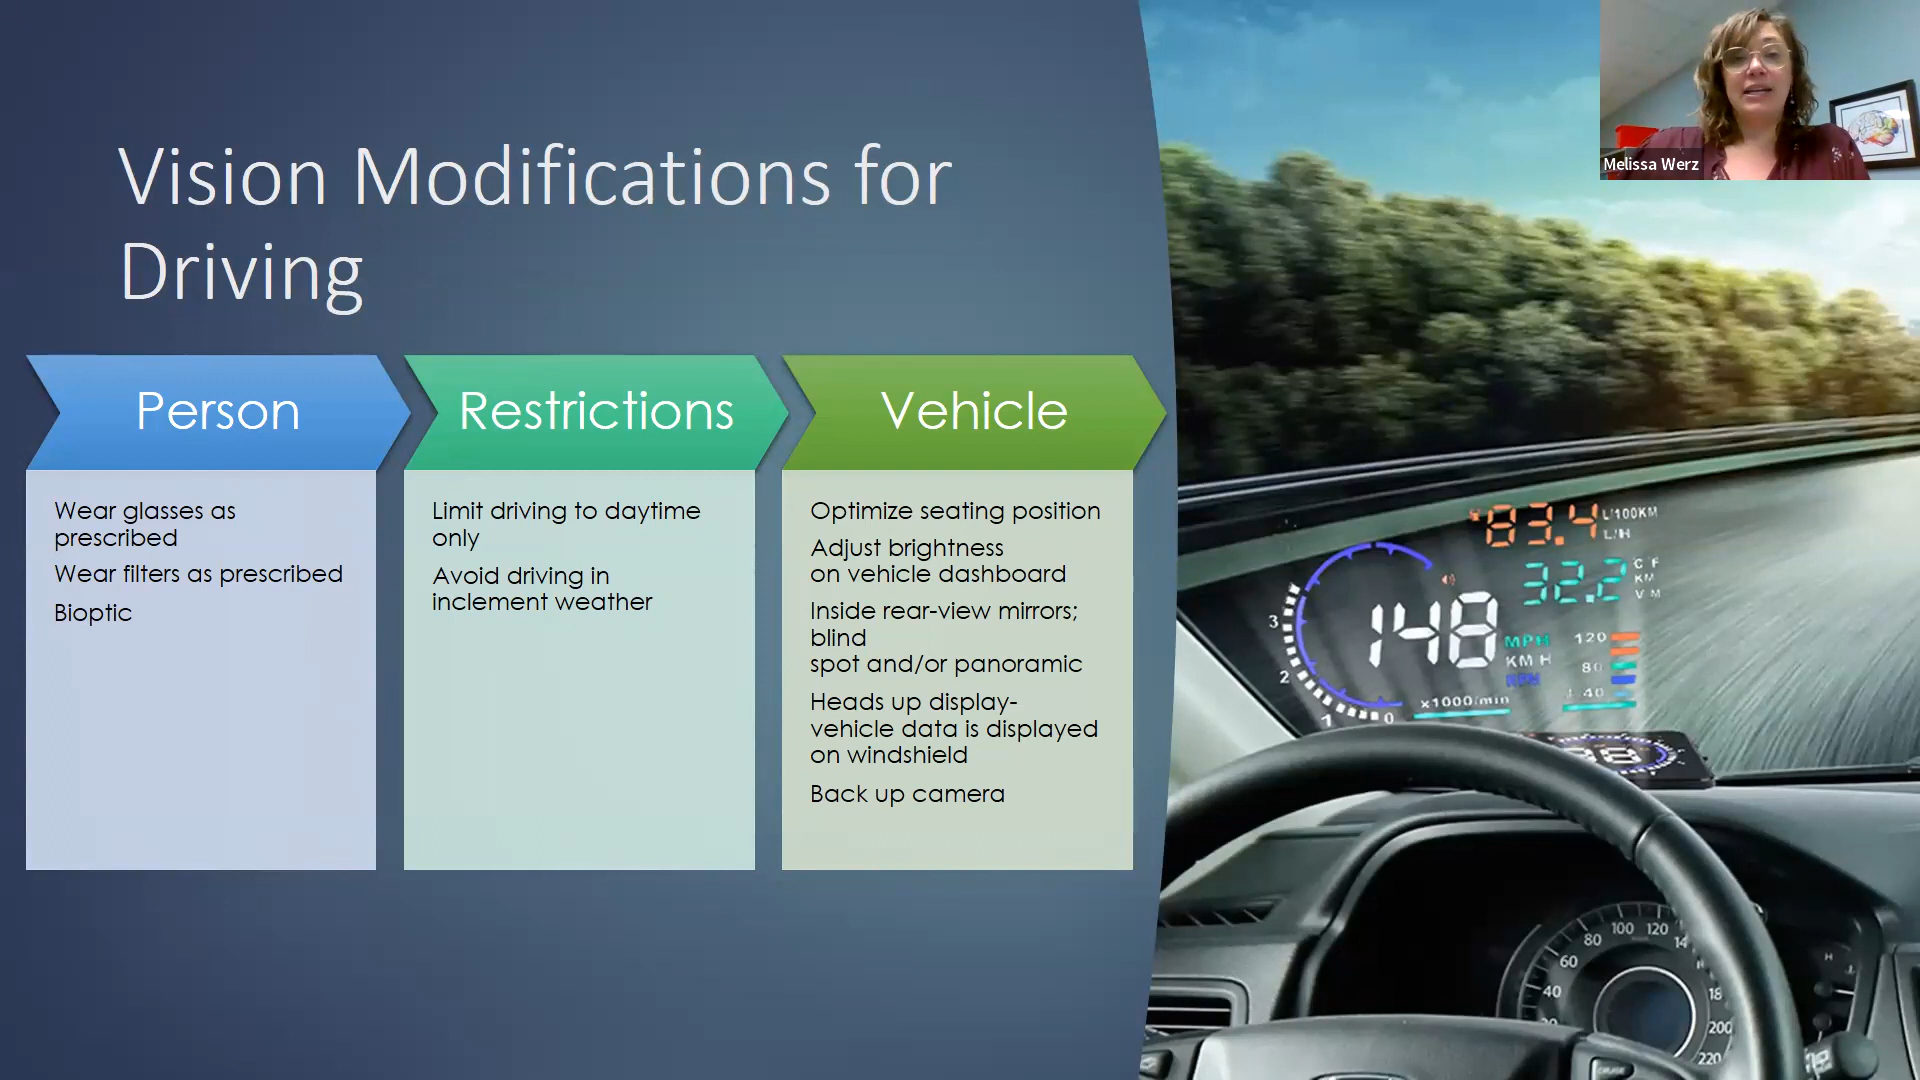 Vision Modifications for
Driving
Person
Wear glasses as
prescribed
Wear filters as prescribed
Bioptic
Restrictions
Limit driving to daytime
only
Avoid driving in
inclement weather
Vehicle
Optimize seating position
Adjust brightness
on vehicle dashboard
Inside rear-view mirrors;
blind
spot and/or panoramic
Heads up display-
vehicle data is displayed
on windshield
Back up camera
Melissa Werz
83.4 L/100KM
L/H
32.2 C F
KM
148 MPH
KM H
120
80
40
3
2
1
0
x1000/min
40
60
80
100
120
200
220